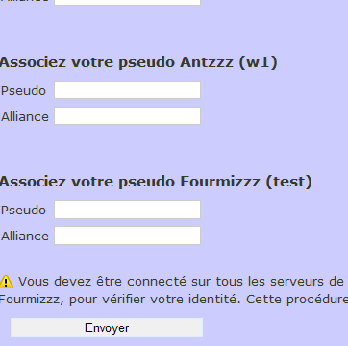 Alliance
Associez votre pseudo Antzzz (w1)
Pseudo
Alliance
Associez votre pseudo Fourmizzz (test)
Pseudo
Alliance
Vous devez être connecté sur tous les serveurs de
Fourmizzz, pour vérifier votre identité. Cette procédure
Envoyer